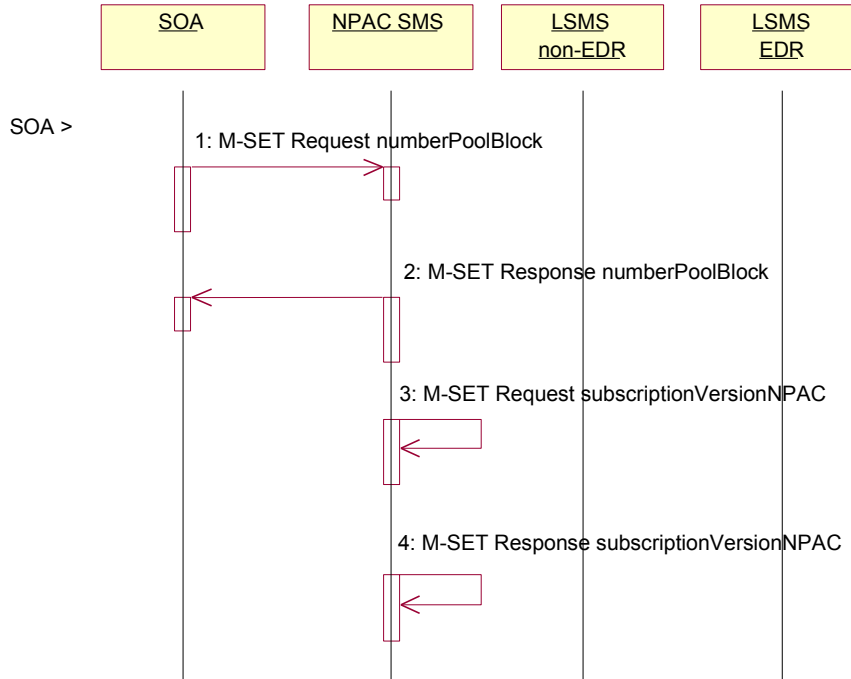 SOA
NPAC SMS
LSMS
non-EDR
LSMS
EDR
SOA >
1: M-SET Request numberPoolBlock
2: M-SET Response numberPoolBlock
3: M-SET Request subscriptionVersionNPAC
4: M-SET Response subscriptionVersionNPAC